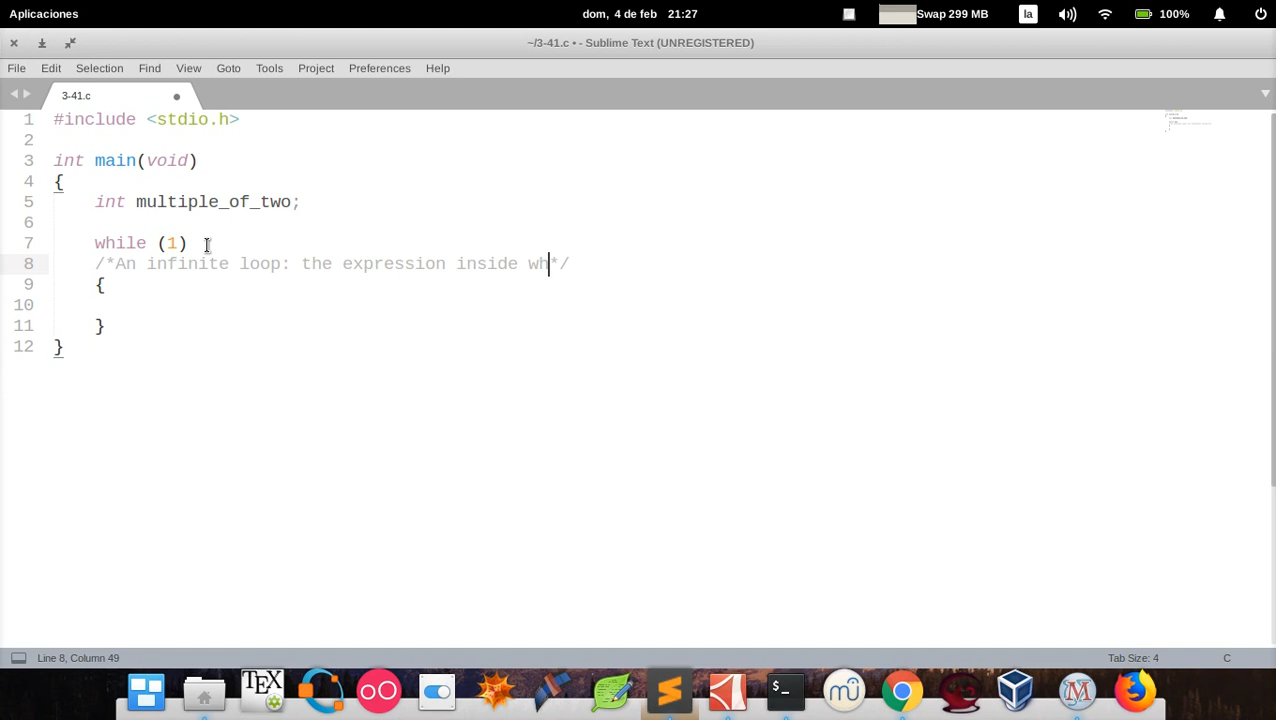 Aplicaciones dom, 4 de feb 21:27 Swap 299 MB la 100%
~/3-41.c • - Sublime Text (UNREGISTERED)
File Edit Selection Find View Goto Tools Project Preferences Help
3-41.c
1 #include <stdio.h>
2
3 int main(void)
4 {
5 int multiple_of_two;
6
7 while (1)
8 /*An infinite loop: the expression inside wh*/
9 {
10
11 }
12 }
Line 8, Column 49 Tab Size: 4 C
TEX
mü